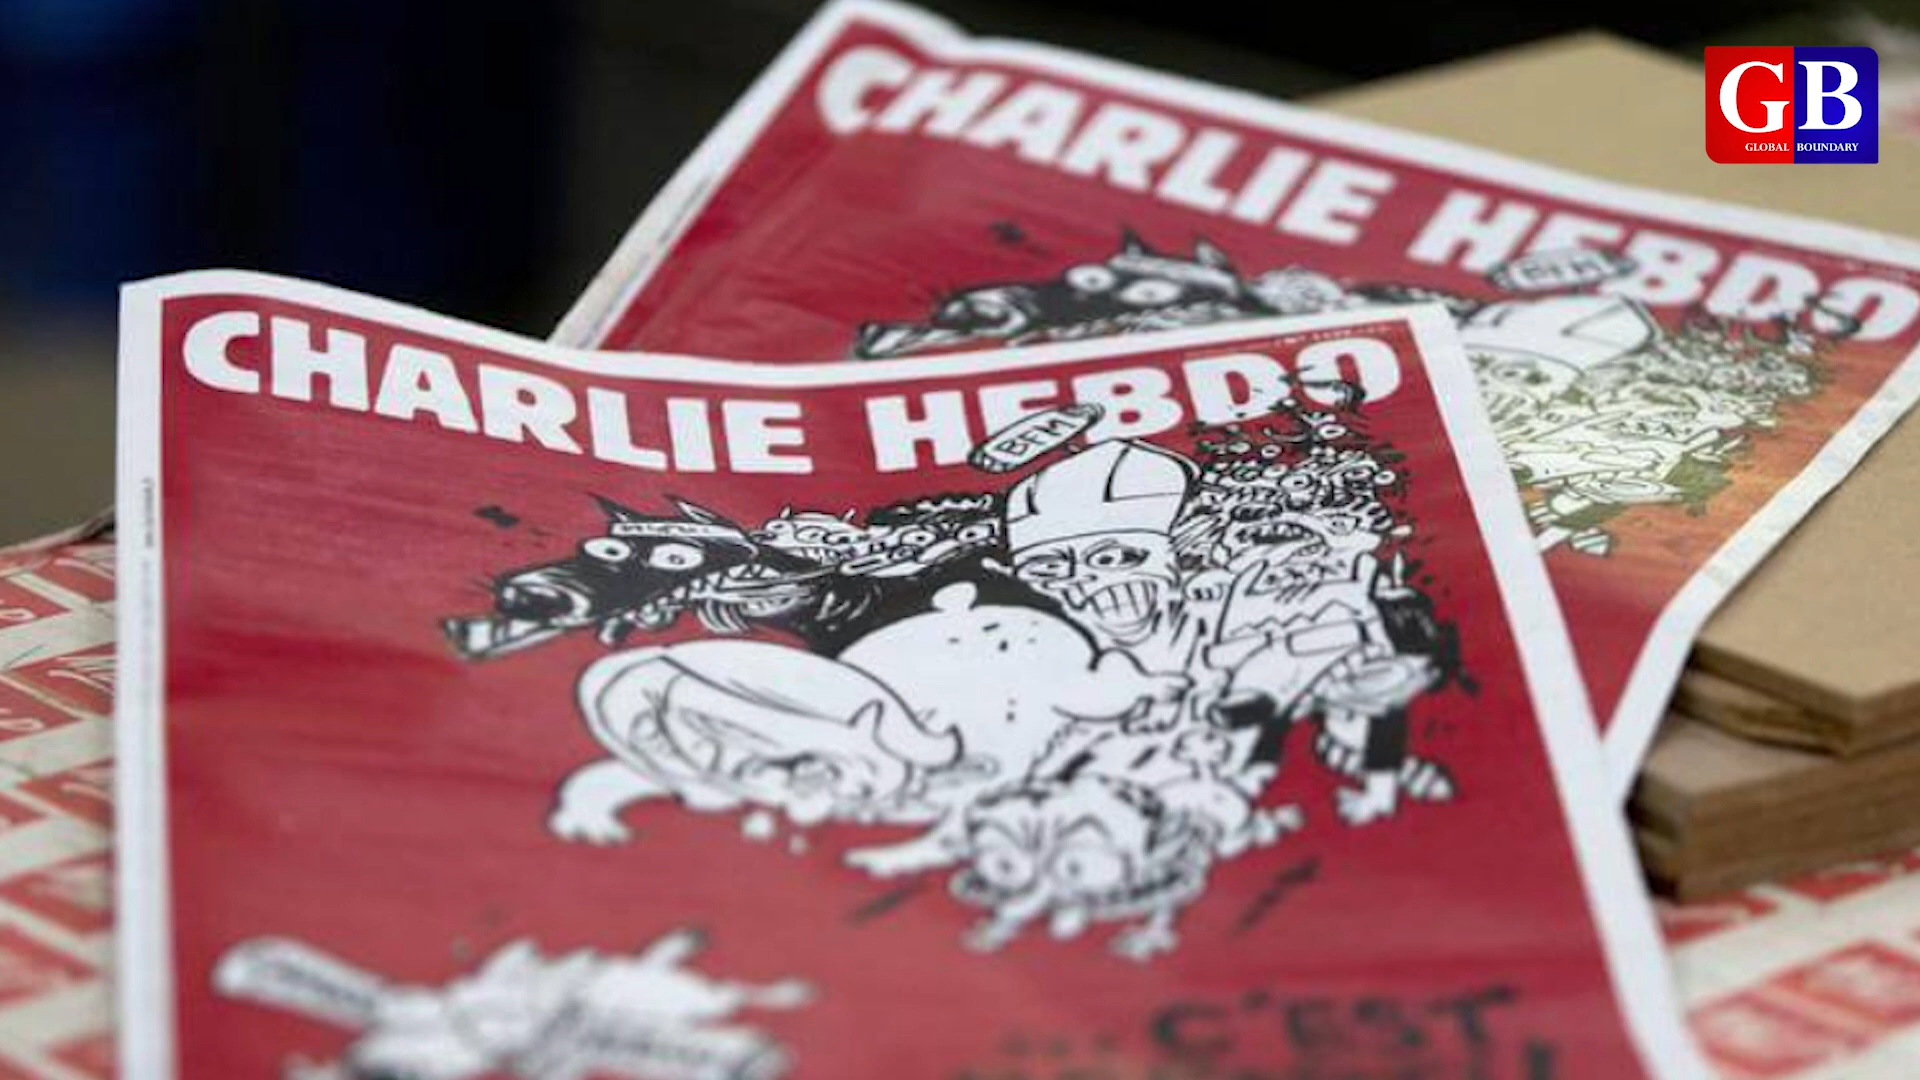 GB
GLOBAL BOUNDARY
CHARLIE HEBDO
BFM
CHARLIE HEBDO
BFM
...C'EST